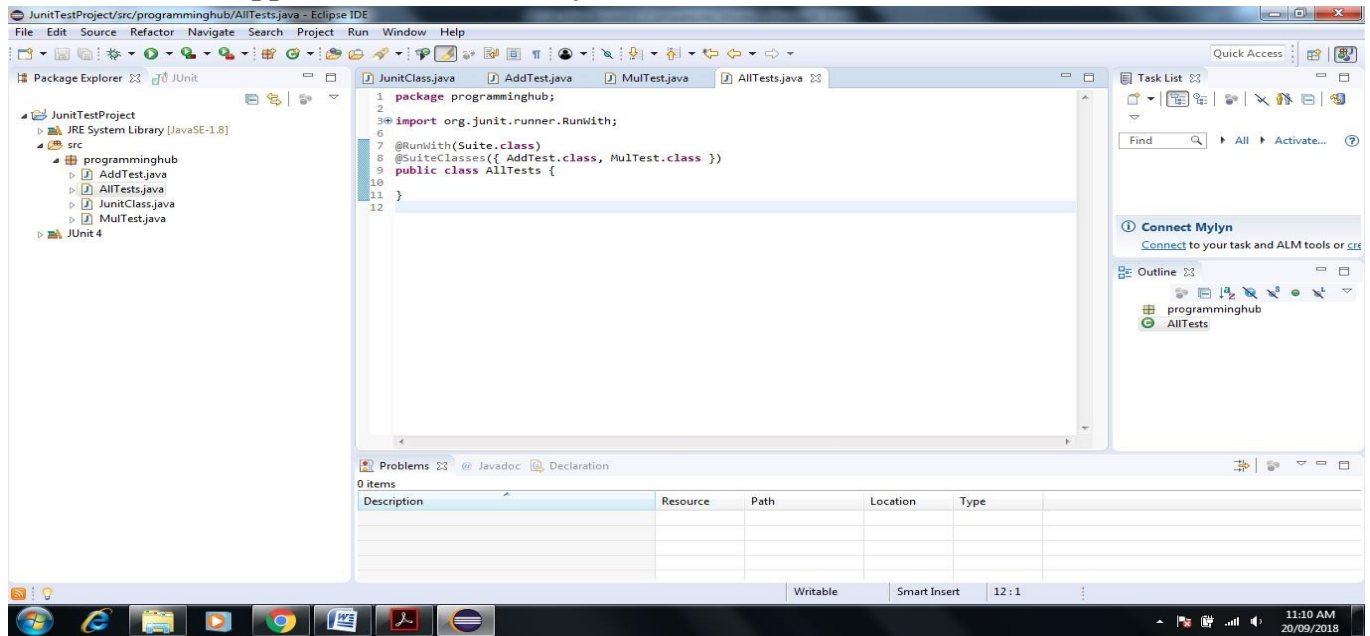 JunitTestProject/src/programminghub/AllTests.java - Eclipse IDE
File Edit Source Refactor Navigate Search Project Run Window Help
Quick Access
Package Explorer JUnit
JunitTestProject
JRE System Library [JavaSE-1.8]
src
programminghub
AddTest.java
AllTests.java
JunitClass.java
MulTest.java
JUnit 4
JunitClass.java AddTest.java MulTest.java AllTests.java
1 package programminghub;
2
3 import org.junit.runner.RunWith;
6
7 @RunWith(Suite.class)
8 @SuiteClasses({ AddTest.class, MulTest.class })
9 public class AllTests {
10
11 }
12
Task List
Find All Activate...
Connect Mylyn
Connect to your task and ALM tools or cre
Outline
programminghub
AllTests
Problems @ Javadoc Declaration
0 items
Description Resource Path Location Type
Writable Smart Insert 12 : 1
11:10 AM
20/09/2018